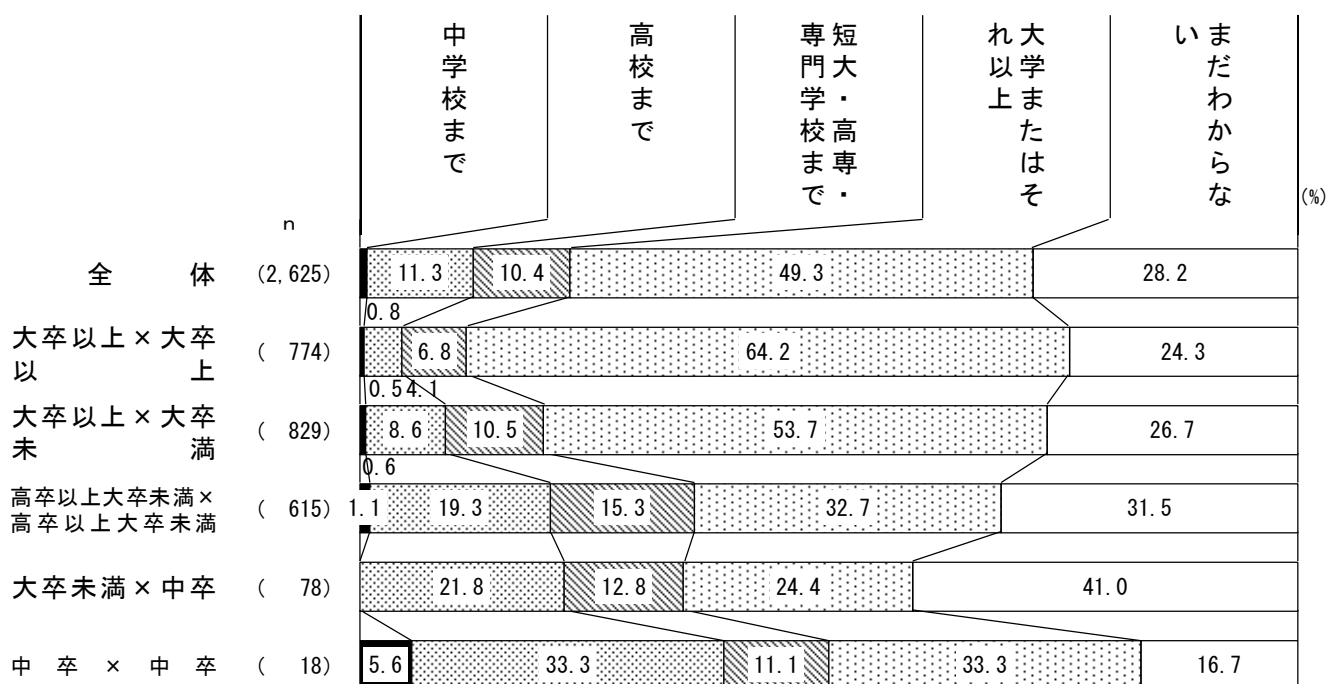 中学校まで
高校まで
短大・高専・
専門学校まで
大学またはそ
れ以上
まだわからな
い
(%)
n
全 体 (2,625) 11.3 10.4 49.3 28.2
0.8
大卒以上×大卒
以 上 ( 774) 6.8 64.2 24.3
0.5 4.1
大卒以上×大卒
未 満 ( 829) 8.6 10.5 53.7 26.7
0.6
高卒以上大卒未満×
高卒以上大卒未満 ( 615) 1.1 19.3 15.3 32.7 31.5
大卒未満×中卒 ( 78) 21.8 12.8 24.4 41.0
中 卒 × 中 卒 ( 18) 5.6 33.3 11.1 33.3 16.7